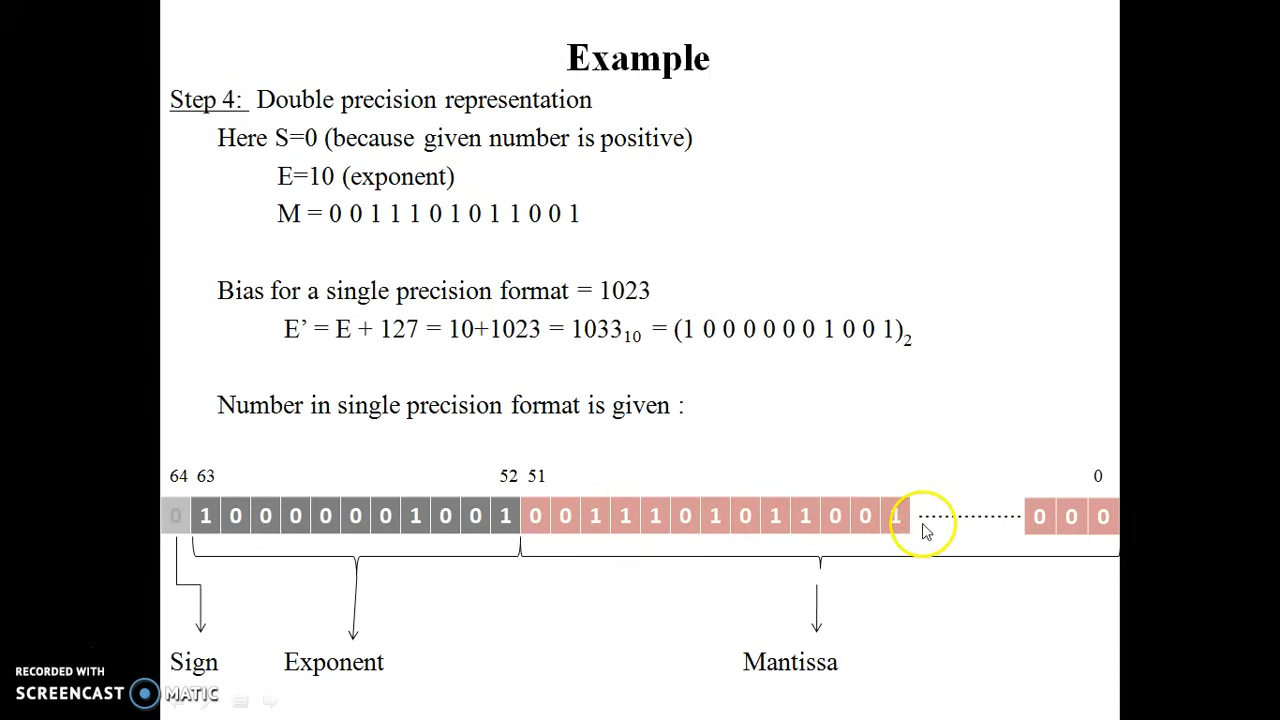 Example
Step 4: Double precision representation
Here S=0 (because given number is positive)
E=10 (exponent)
M = 0 0 1 1 1 0 1 0 1 1 0 0 1
Bias for a single precision format = 1023
E’ = E + 127 = 10+1023 = 1033₁₀ = (1 0 0 0 0 0 0 1 0 0 1)₂
Number in single precision format is given :
64 63 52 51 0
0 1 0 0 0 0 0 0 1 0 0 1 0 0 1 1 1 0 1 0 1 1 0 0 1 .................. 0 0 0
Sign Exponent Mantissa
RECORDED WITH
SCREENCAST MATIC